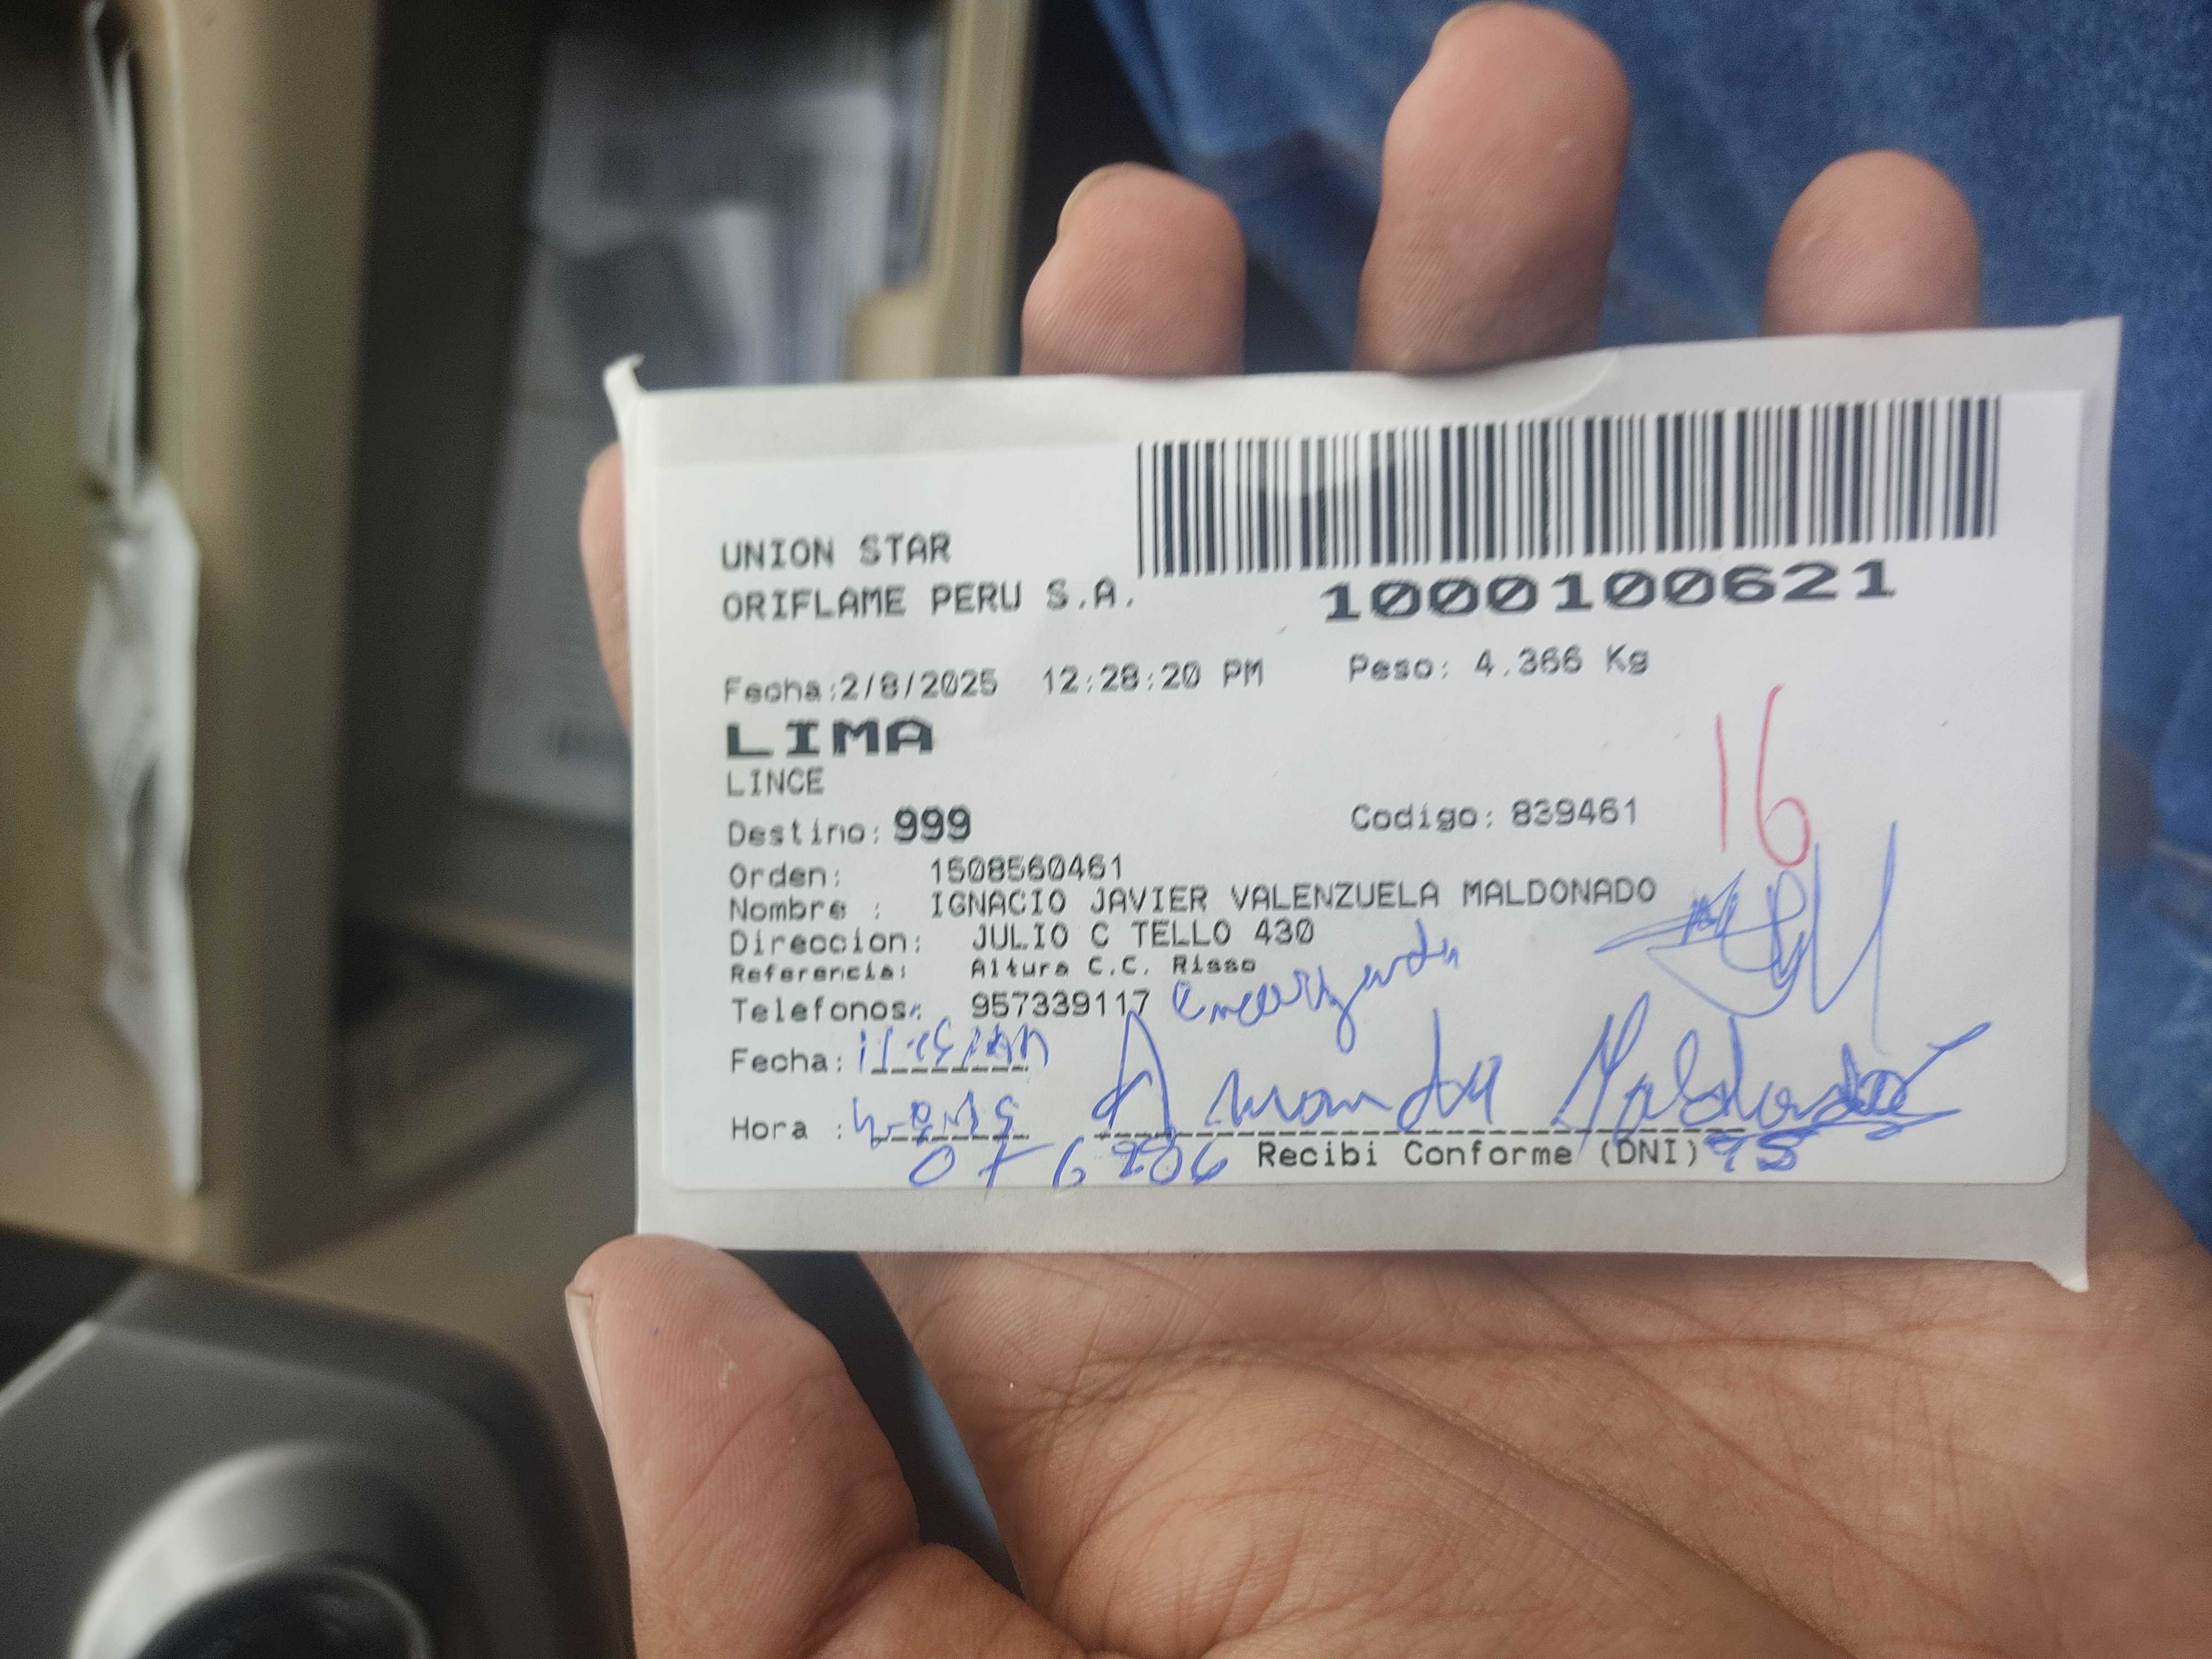 UNION STAR
ORIFLAME PERU S.A.
1000100621
Fecha:2/8/2025 12:28:20 PM Peso: 4.366 Kg
LIMA
16
LINCE
Destino: 999 Codigo: 839461
Orden: 1508560461
Nombre : IGNACIO JAVIER VALENZUELA MALDONADO
Direccion: JULIO C TELLO 430
Referencia: Altura C.C. Risso
Telefonos: 957339117 Encargada
Fecha:
Hora : Amanda Maldonado
Recibi Conforme (DNI)